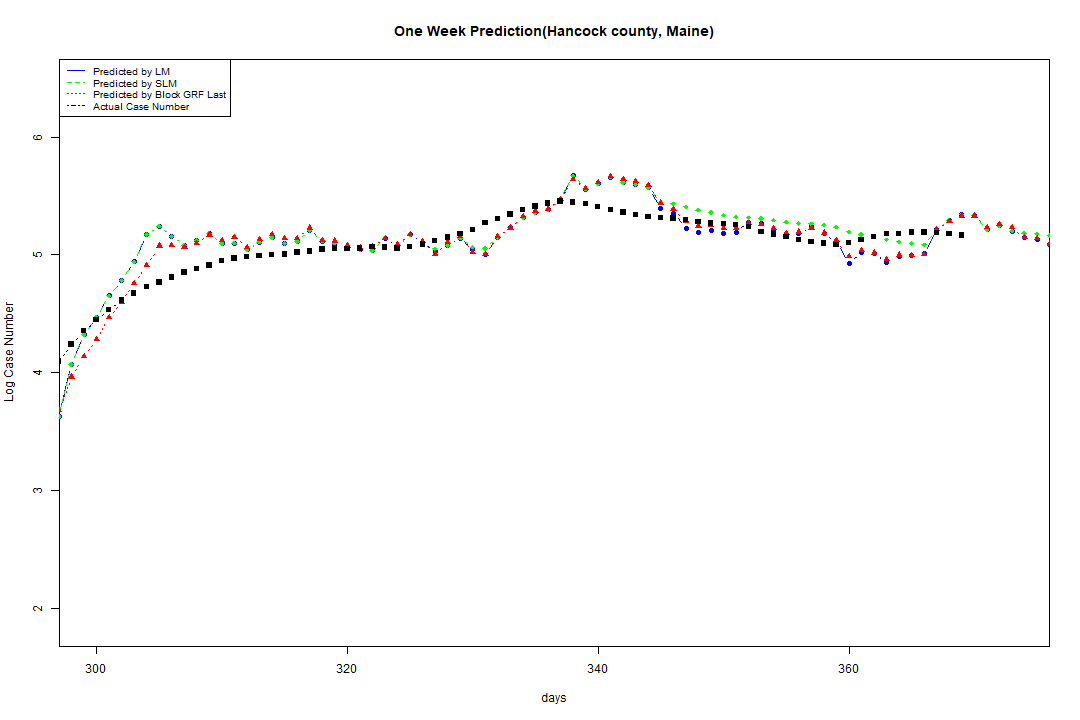 One Week Prediction(Hancock county, Maine)
Predicted by LM
Predicted by SLM
Predicted by Block GRF Last
Actual Case Number
6
5
4
3
2
Log Case Number
300 320 340 360
days